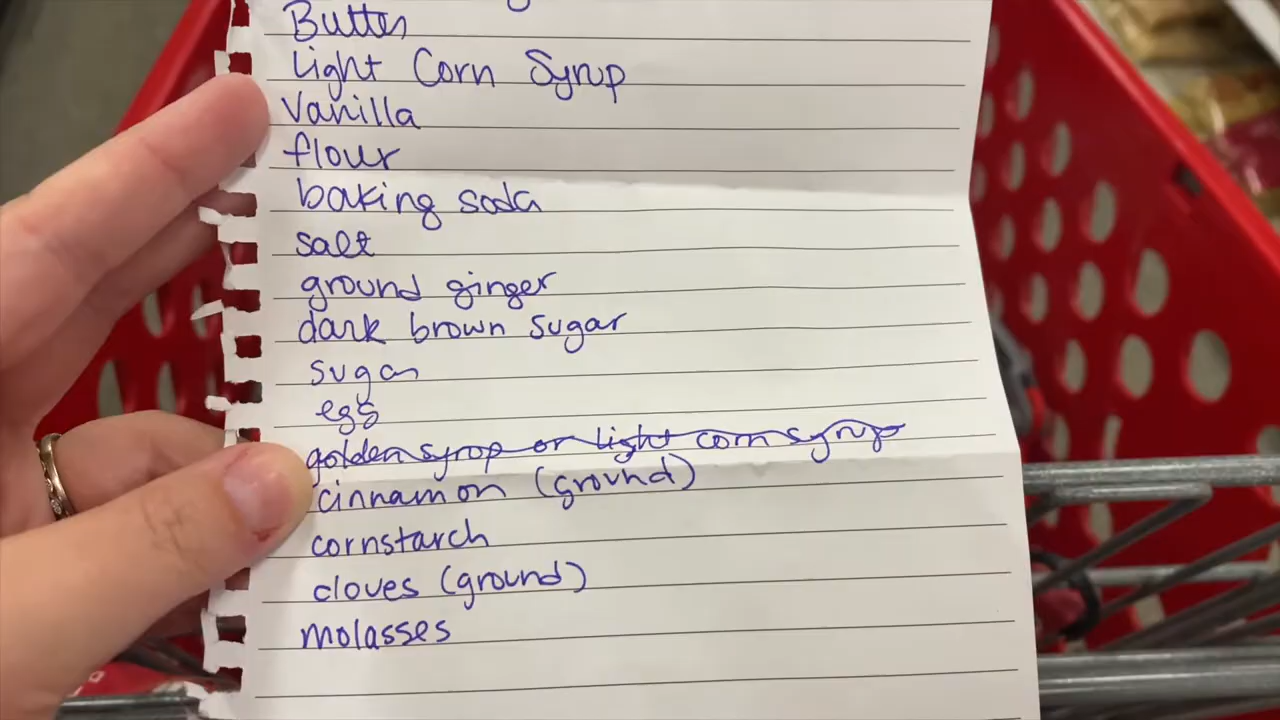 Butter
Light Corn Syrup
Vanilla
flour
baking soda
salt
ground ginger
dark brown sugar
sugar
egg
golden syrup or light corn syrup
cinnamon (ground)
cornstarch
cloves (ground)
molasses